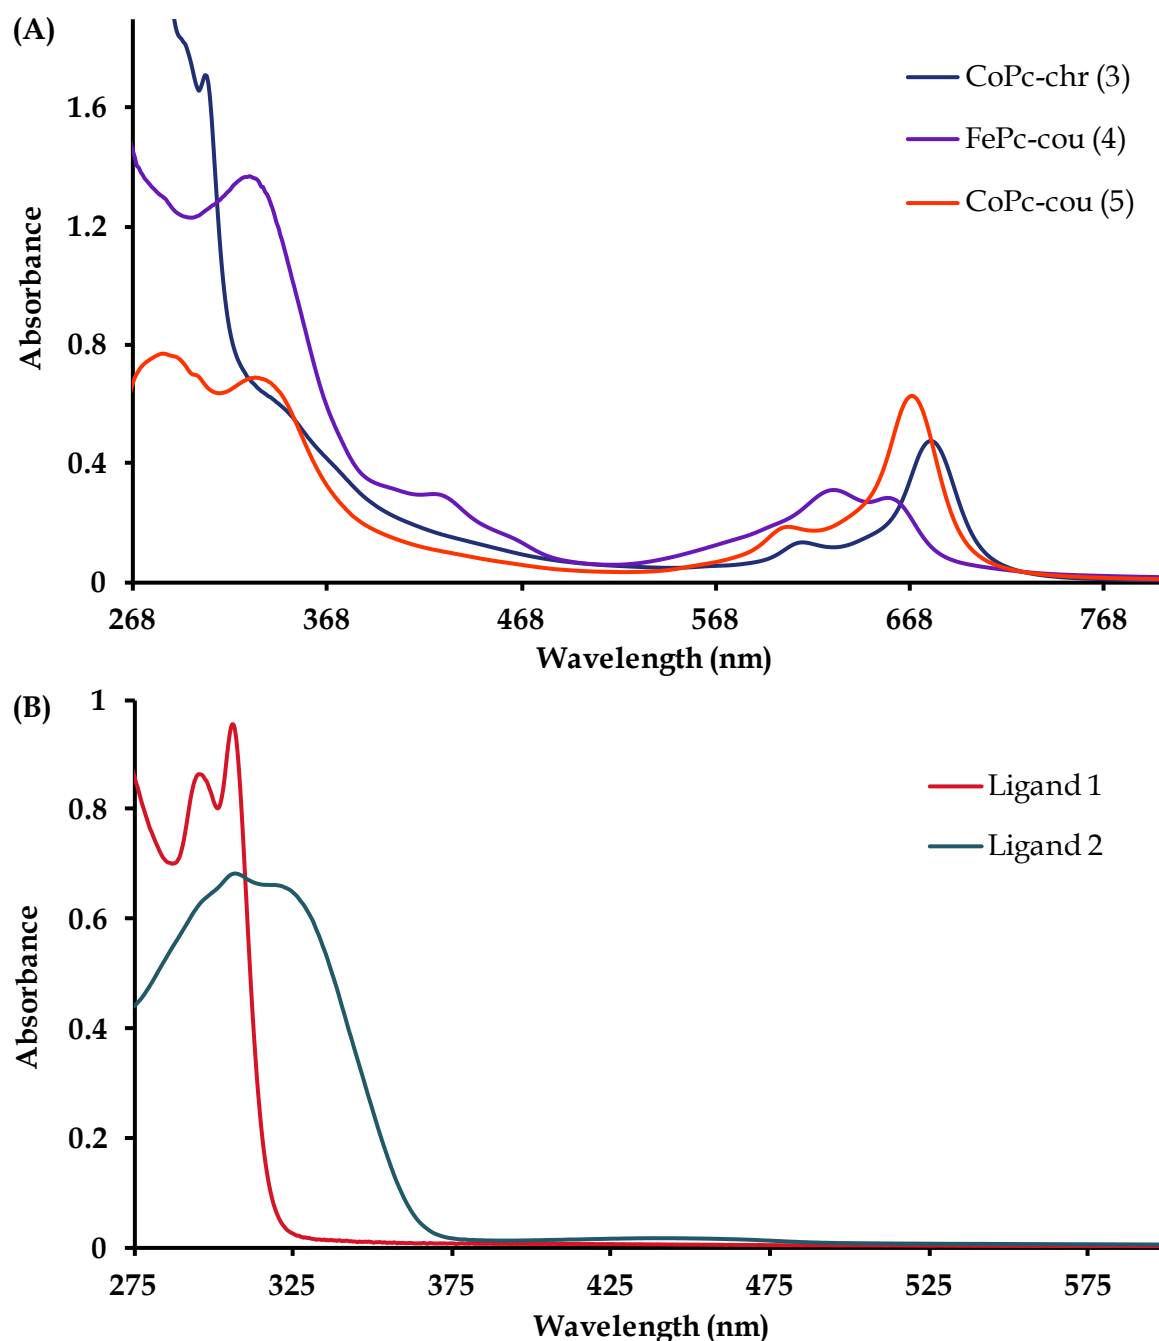 (A)
CoPc-chr (3)
FePc-cou (4)
CoPc-cou (5)
Absorbance
1.6
1.2
0.8
0.4
0
268 368 468 568 668 768
Wavelength (nm)
(B)
Ligand 1
Ligand 2
Absorbance
1
0.8
0.6
0.4
0.2
0
275 325 375 425 475 525 575
Wavelength (nm)